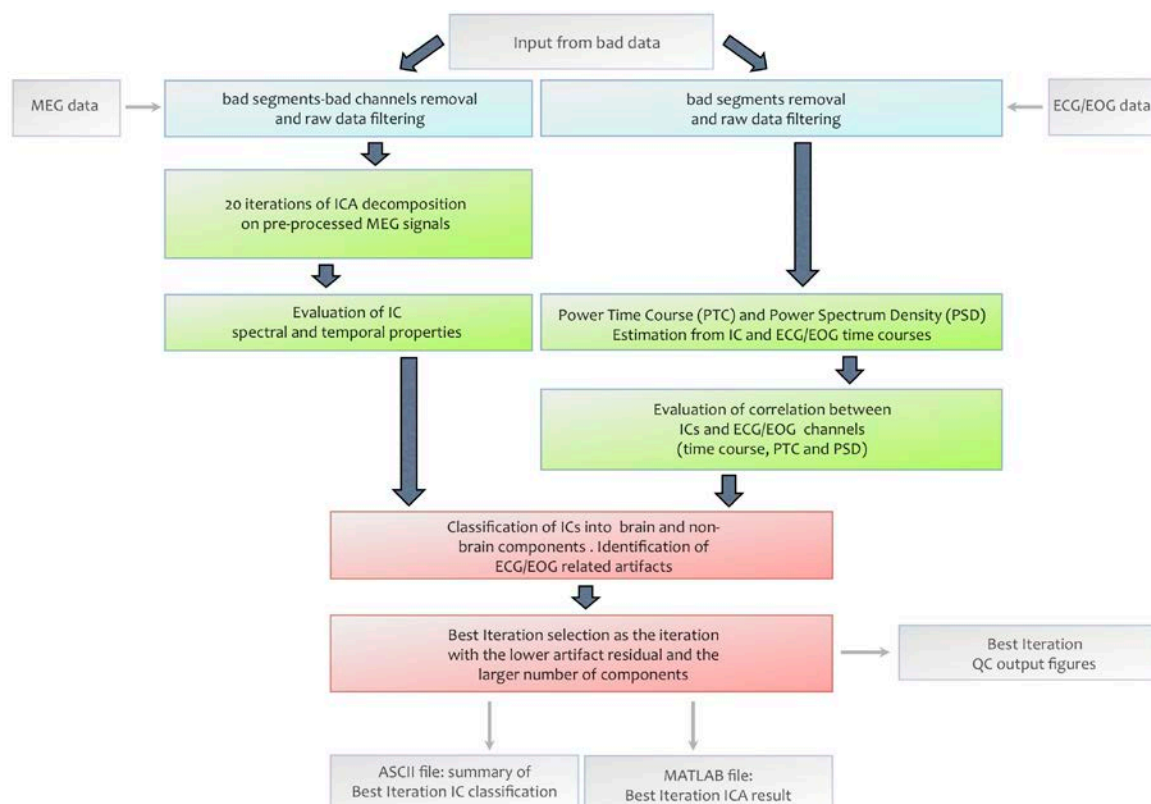 Input from bad data
MEG data
bad segments-bad channels removal
and raw data filtering
bad segments removal
and raw data filtering
ECG/EOG data
20 iterations of ICA decomposition
on pre-processed MEG signals
Evaluation of IC
spectral and temporal properties
Power Time Course (PTC) and Power Spectrum Density (PSD)
Estimation from IC and ECG/EOG time courses
Evaluation of correlation between
ICs and ECG/EOG channels
(time course, PTC and PSD)
Classification of ICs into brain and non-
brain components . Identification of
ECG/EOG related artifacts
Best Iteration selection as the iteration
with the lower artifact residual and the
larger number of components
Best Iteration
QC output figures
ASCII file: summary of
Best Iteration IC classification
MATLAB file:
Best Iteration ICA result